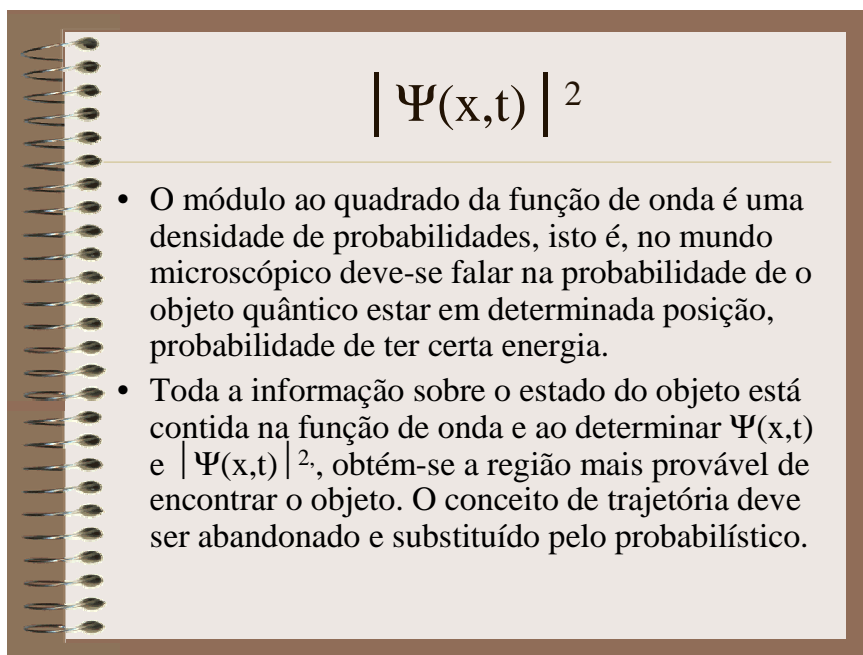 │Ψ(x,t)│²
• O módulo ao quadrado da função de onda é uma
densidade de probabilidades, isto é, no mundo
microscópico deve-se falar na probabilidade de o
objeto quântico estar em determinada posição,
probabilidade de ter certa energia.
• Toda a informação sobre o estado do objeto está
contida na função de onda e ao determinar Ψ(x,t)
e │Ψ(x,t)│²,, obtém-se a região mais provável de
encontrar o objeto. O conceito de trajetória deve
ser abandonado e substituído pelo probabilístico.